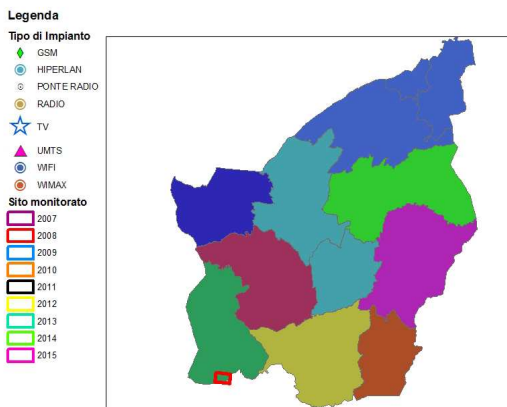 Legenda
Tipo di Impianto
GSM
HIPERLAN
PONTE RADIO
RADIO
TV
UMTS
WIFI
WIMAX
Sito monitorato
2007
2008
2009
2010
2011
2012
2013
2014
2015